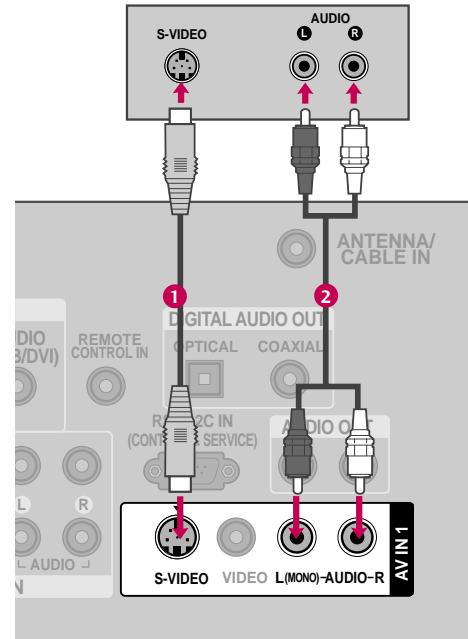 AUDIO
S-VIDEO
L R
ANTENNA/
CABLE IN
1 2
DIGITAL AUDIO OUT
REMOTE
CONTROL IN
OPTICAL COAXIAL
B/DVI)
L R
AUDIO
S-VIDEO VIDEO L(MONO)-AUDIO-R
AV IN 1